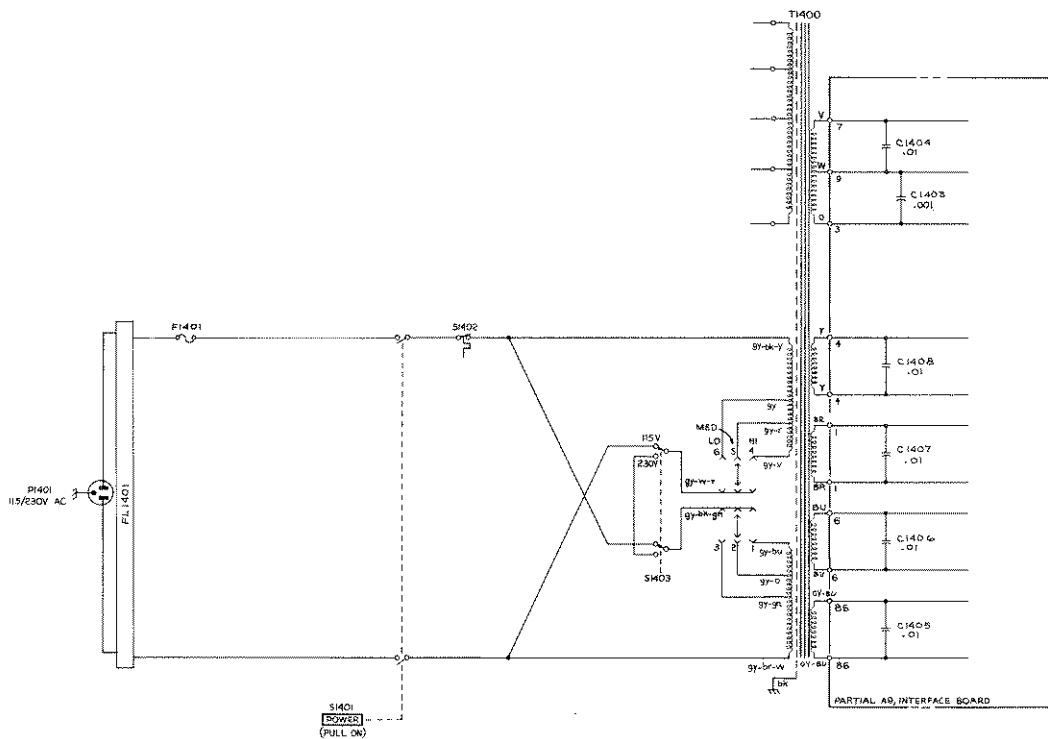 T1400
V
7
C1404
.01
W
9
C1403
.001
O
3
F1401
S1402
gy-bk-y
Y
4
C1408
.01
gy
Y
4
MED
gy-r
LO
HI
6
5
4
gy-v
BR
1
C1407
.01
115V
230V
gy-w-r
BR
1
P1401
115/230V AC
FL1401
gy-bk-gn
BU
6
C1406
.01
3
2
1
gy-bu
S1403
gy-o
BU
6
gy-gn
GY-BU
86
C1405
.01
gy-br-w
GY-BU
86
bk
S1401
POWER
(PULL ON)
PARTIAL A9, INTERFACE BOARD